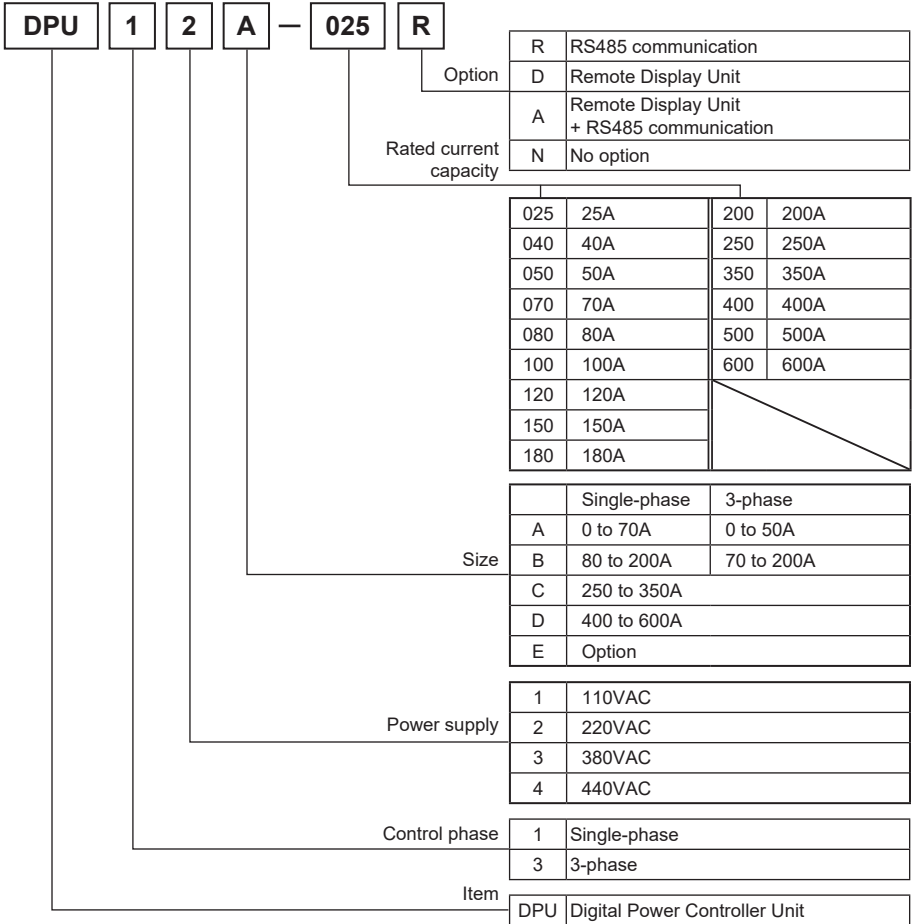 DPU 1 2 A — 025 R
Option
R RS485 communication
D Remote Display Unit
A Remote Display Unit
+ RS485 communication
N No option
Rated current
capacity
025 25A 200 200A
040 40A 250 250A
050 50A 350 350A
070 70A 400 400A
080 80A 500 500A
100 100A 600 600A
120 120A
150 150A
180 180A
Size
Single-phase 3-phase
A 0 to 70A 0 to 50A
B 80 to 200A 70 to 200A
C 250 to 350A
D 400 to 600A
E Option
Power supply
1 110VAC
2 220VAC
3 380VAC
4 440VAC
Control phase
1 Single-phase
3 3-phase
Item
DPU Digital Power Controller Unit